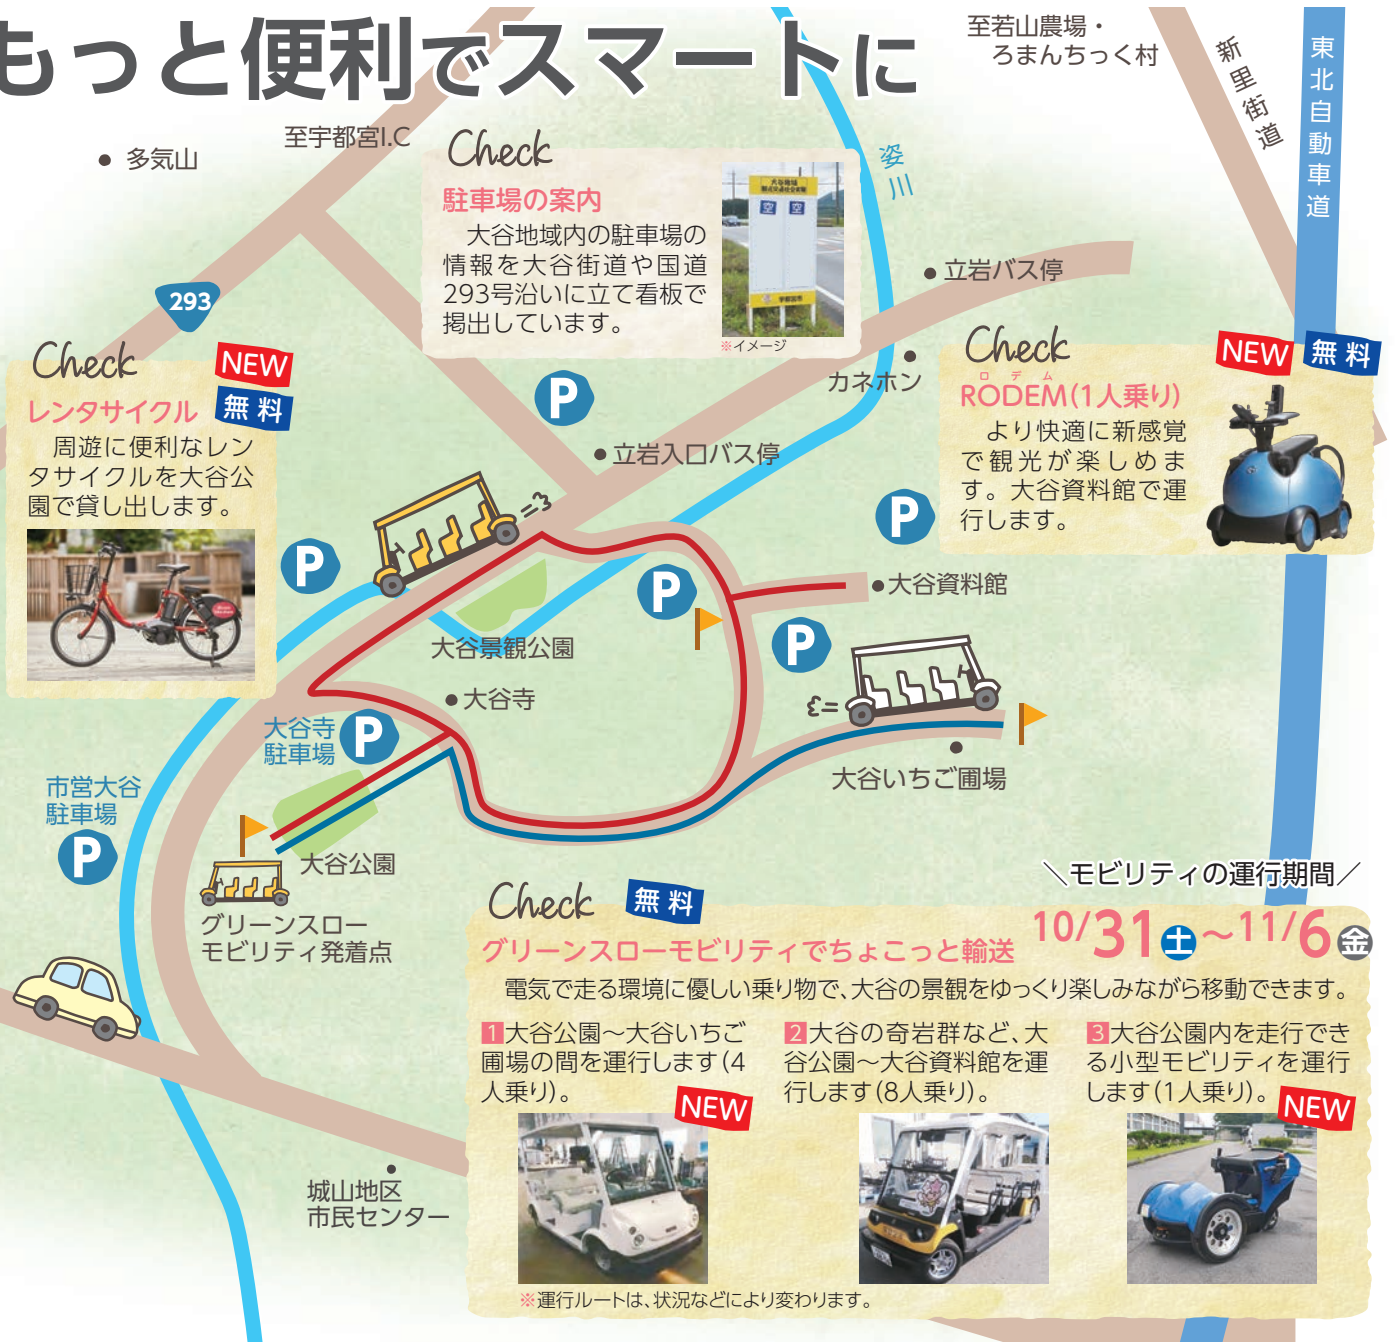 もっと便利でスマートに
至若山農場・
ろまんちっく村
新里街道
東北自動車道
至宇都宮I.C
多気山
姿川
Check
駐車場の案内
大谷地域内の駐車場の
情報を大谷街道や国道
293号沿いに立て看板で
掲出しています。
空 空
宇都宮市
※イメージ
293
立岩バス停
カネホン
P
立岩入口バス停
Check
NEW
無料
レンタサイクル
周遊に便利なレン
タサイクルを大谷公
園で貸し出します。
Check
NEW
無料
ロデム
RODEM(1人乗り)
より快適に新感覚
で観光が楽しめま
す。大谷資料館で運
行します。
P
P
P
大谷資料館
P
大谷景観公園
大谷寺
大谷寺
駐車場
P
市営大谷
駐車場
P
大谷いちご圃場
大谷公園
グリーンスロー
モビリティ発着点
城山地区
市民センター
＼モビリティの運行期間／
10/31土～11/6金
Check
無料
グリーンスローモビリティでちょこっと輸送
電気で走る環境に優しい乗り物で、大谷の景観をゆっくり楽しみながら移動できます。
1大谷公園～大谷いちご
圃場の間を運行します(4
人乗り)。
NEW
2大谷の奇岩群など、大
谷公園～大谷資料館を運
行します(8人乗り)。
3大谷公園内を走行でき
る小型モビリティを運行
します(1人乗り)。
NEW
※運行ルートは、状況などにより変わります。